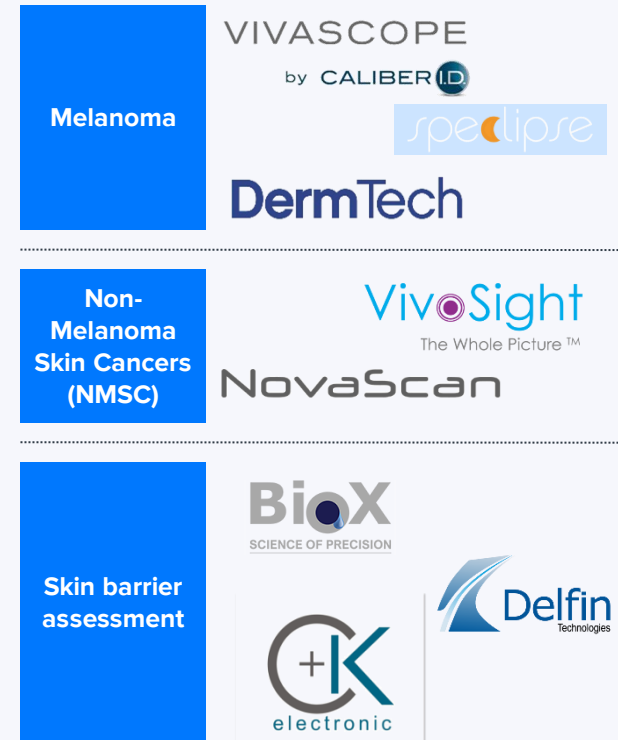 Melanoma
VIVASCOPE
by CALIBER I.D.
speclipse
DermTech
Non-
Melanoma
Skin Cancers
(NMSC)
VivoSight
The Whole Picture ™
NovaScan
Skin barrier
assessment
BioX
SCIENCE OF PRECISION
Delfin
Technologies
C+K
electronic